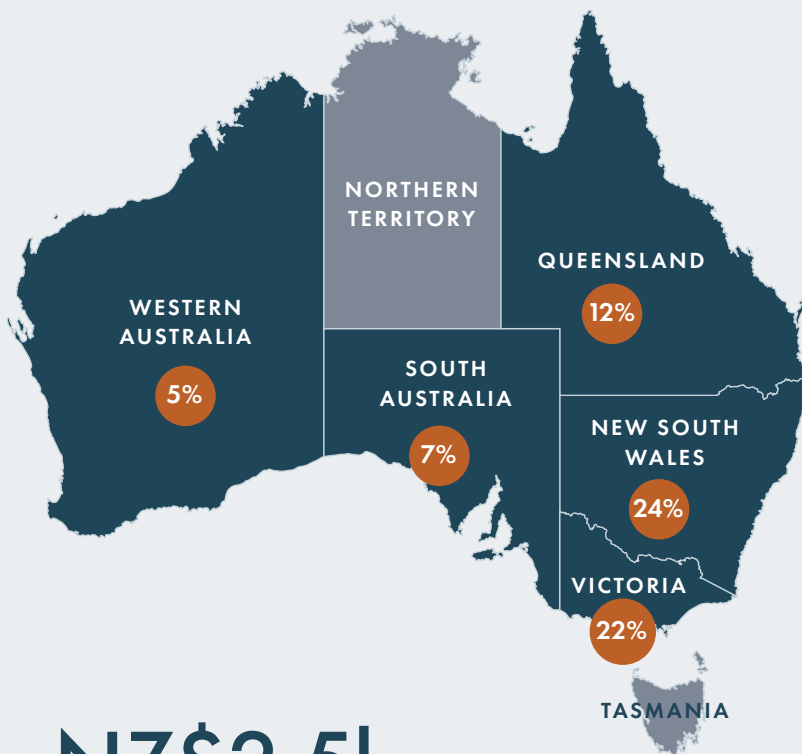 NORTHERN
TERRITORY
QUEENSLAND
12%
WESTERN
AUSTRALIA
5%
SOUTH
AUSTRALIA
7%
NEW SOUTH
WALES
24%
VICTORIA
22%
TASMANIA